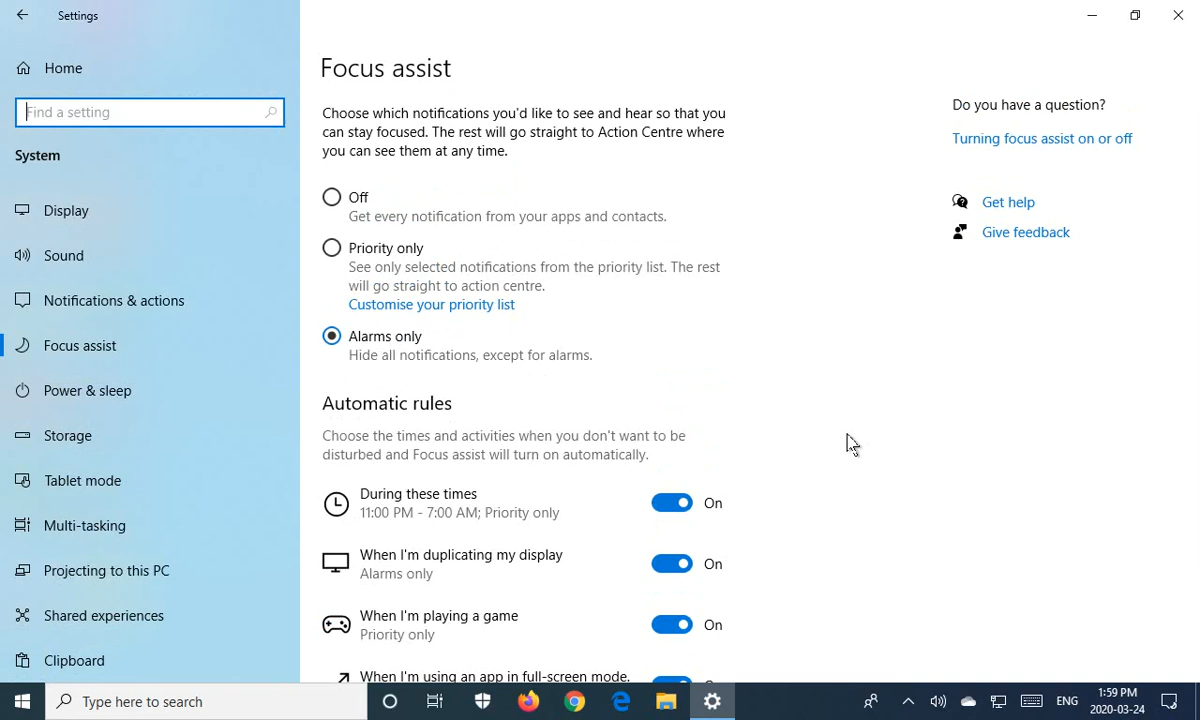 Settings
Home
Find a setting
System
Display
Sound
Notifications & actions
Focus assist
Power & sleep
Storage
Tablet mode
Multi-tasking
Projecting to this PC
Shared experiences
Clipboard
Focus assist
Choose which notifications you'd like to see and hear so that you
can stay focused. The rest will go straight to Action Centre where
you can see them at any time.
Off
Get every notification from your apps and contacts.
Priority only
See only selected notifications from the priority list. The rest
will go straight to action centre.
Customise your priority list
Alarms only
Hide all notifications, except for alarms.
Automatic rules
Choose the times and activities when you don't want to be
disturbed and Focus assist will turn on automatically.
During these times
11:00 PM - 7:00 AM; Priority only
On
When I'm duplicating my display
Alarms only
On
When I'm playing a game
Priority only
On
When I'm using an app in full-screen mode.
Do you have a question?
Turning focus assist on or off
Get help
Give feedback
Type here to search
ENG
1:59 PM
2020-03-24